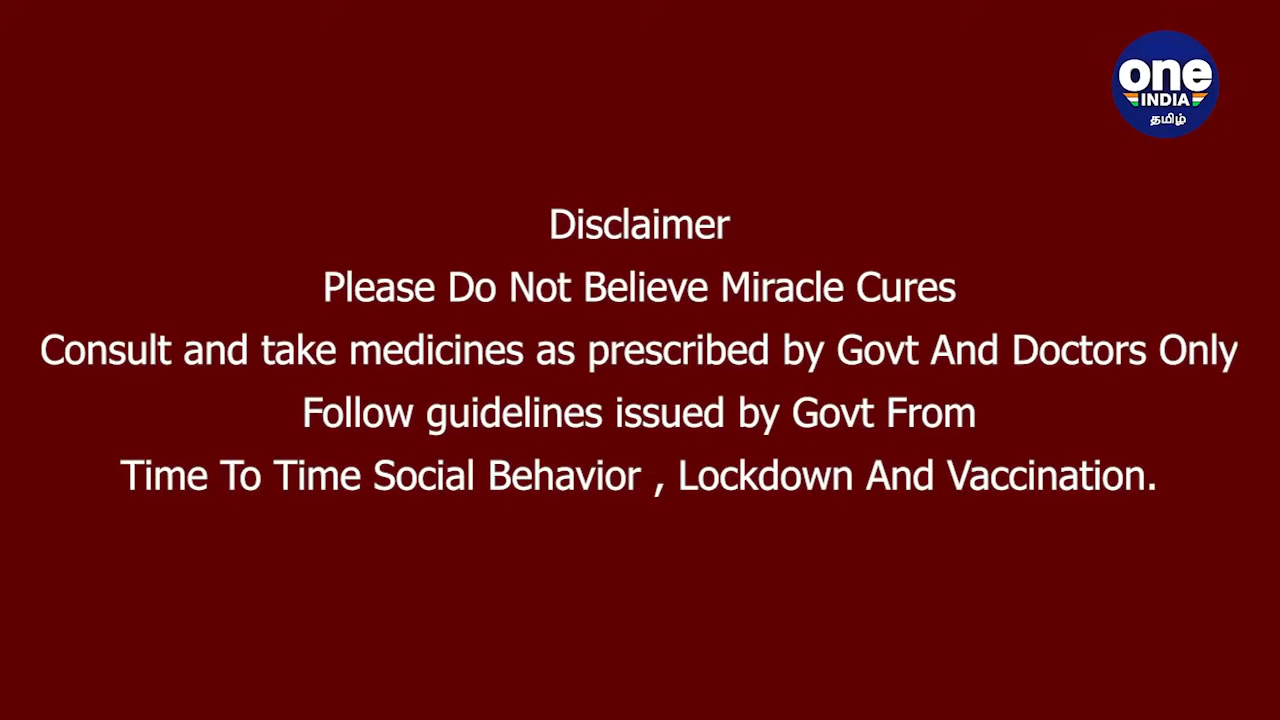 one
INDIA
தமிழ்
Disclaimer
Please Do Not Believe Miracle Cures
Consult and take medicines as prescribed by Govt And Doctors Only
Follow guidelines issued by Govt From
Time To Time Social Behavior , Lockdown And Vaccination.